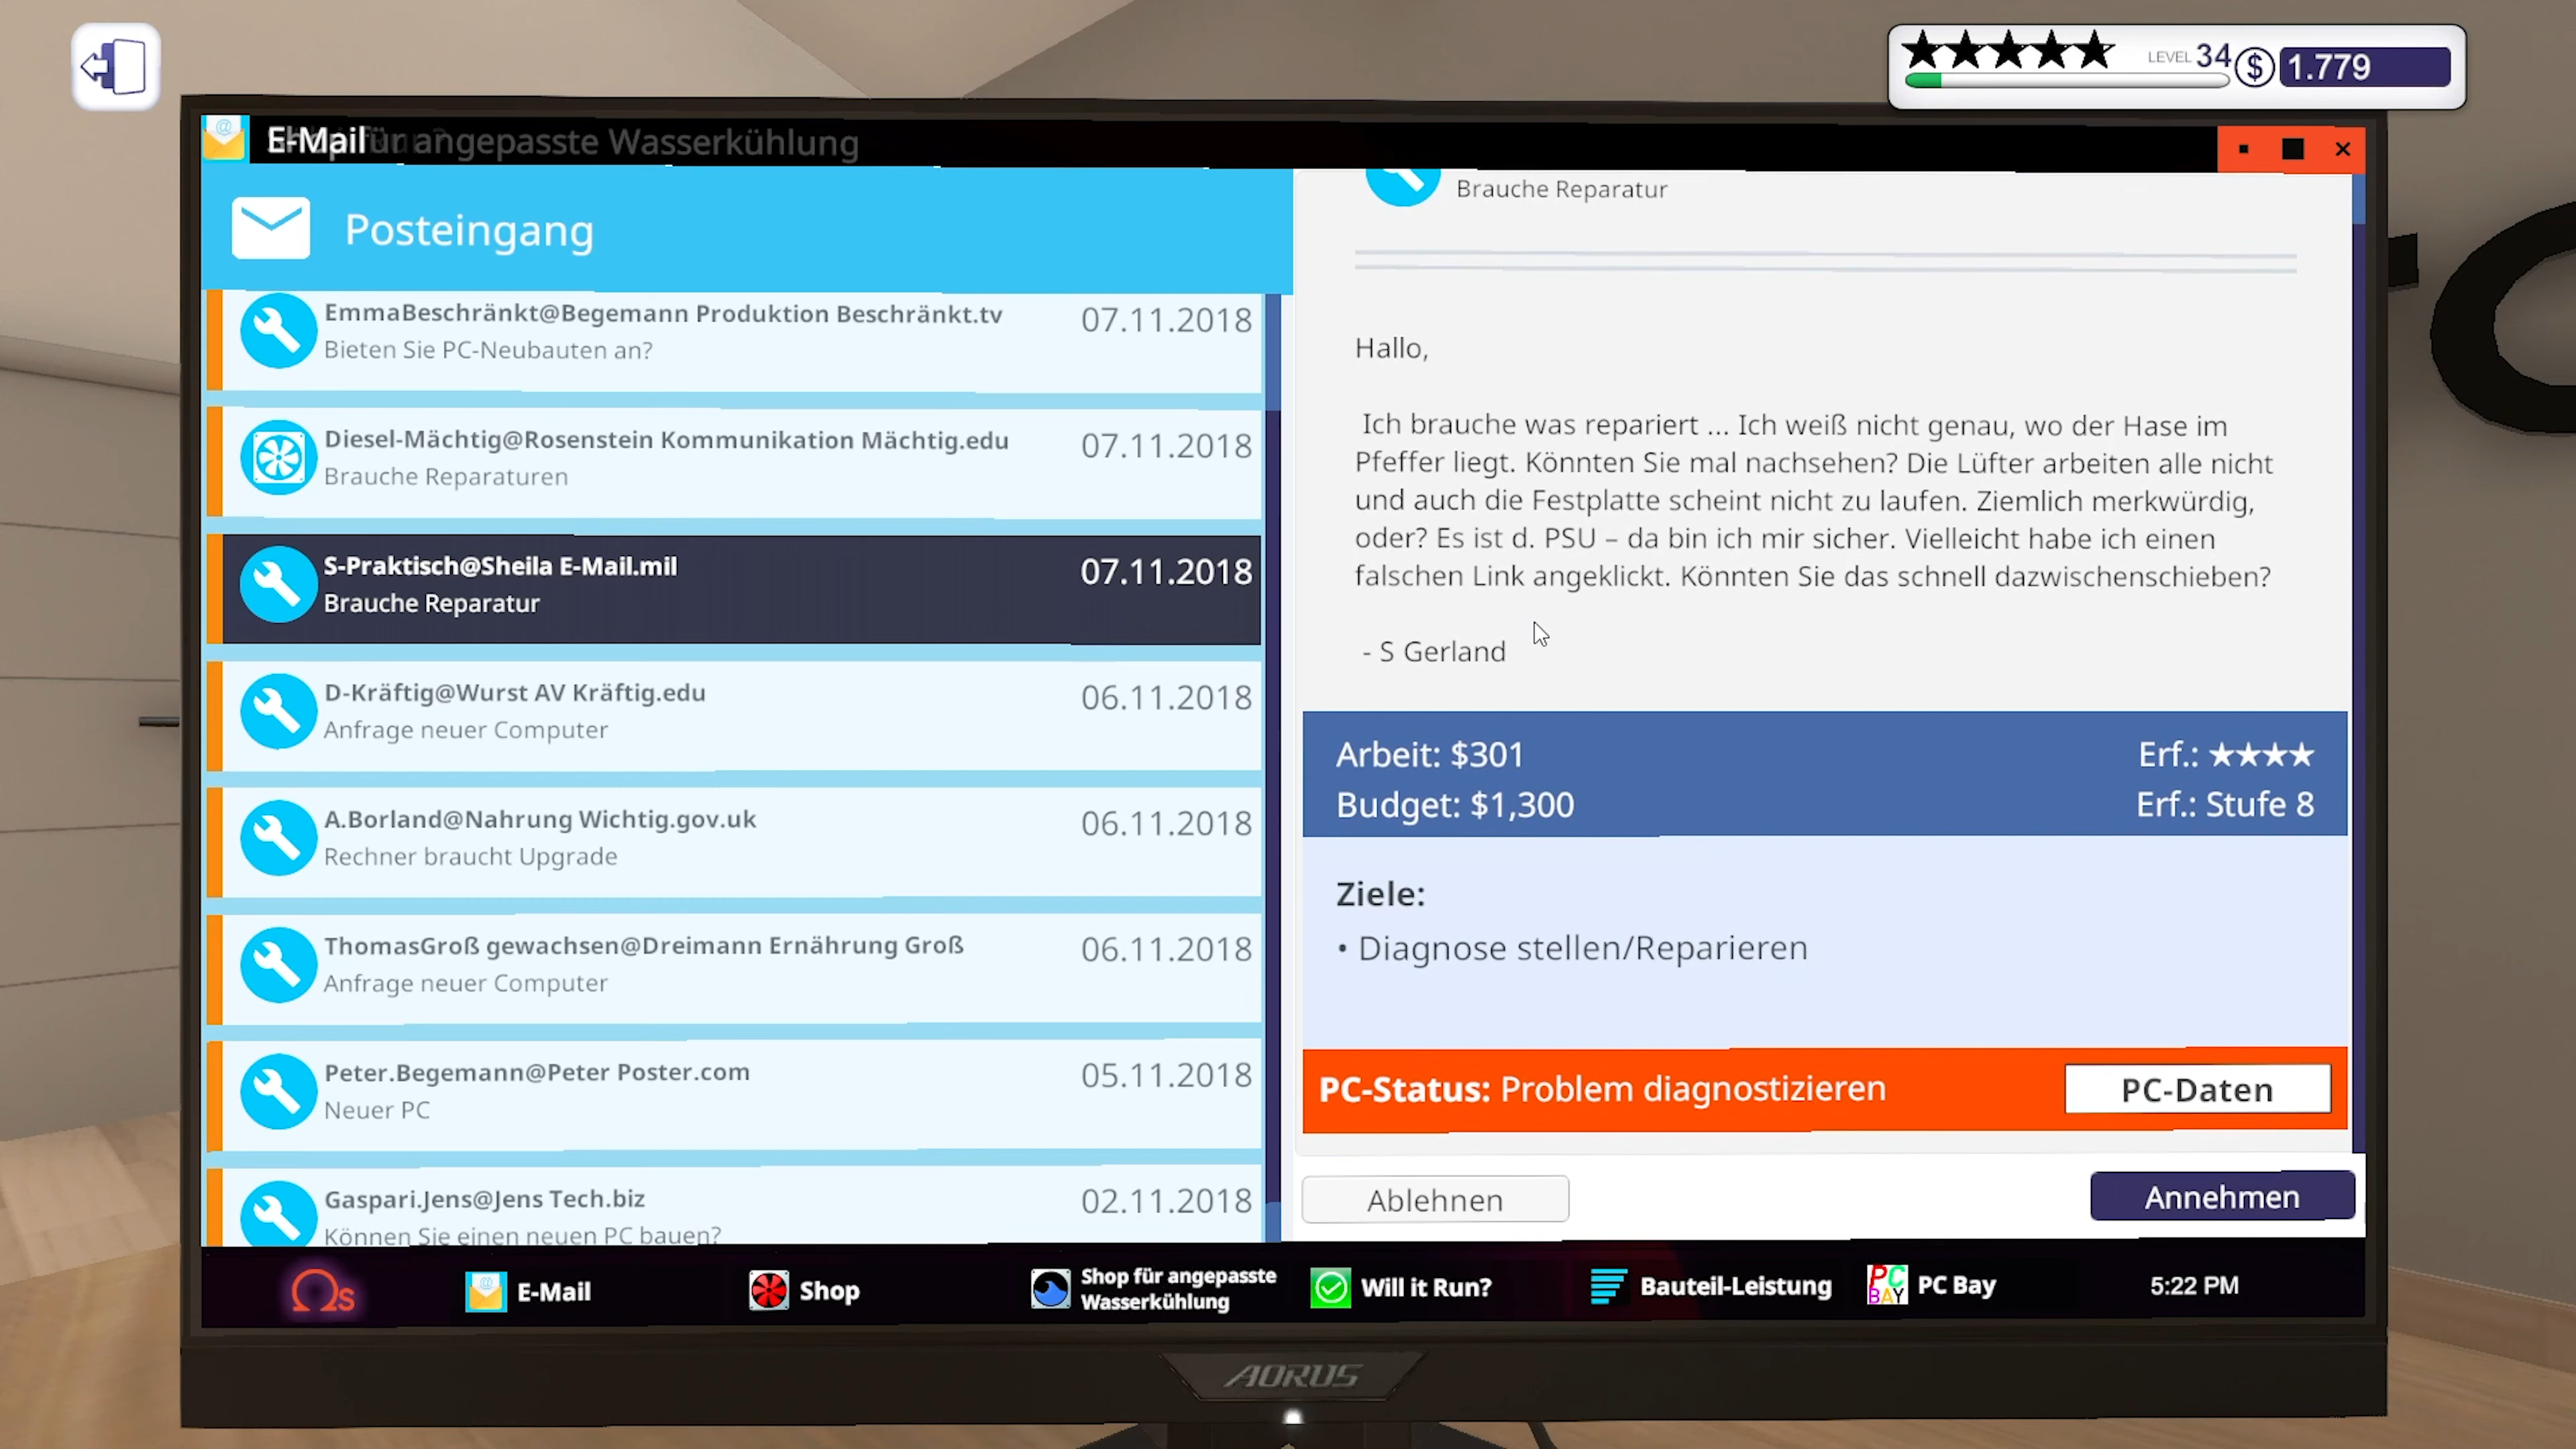 LEVEL 34 $ 1.779
E-Mail für angepasste Wasserkühlung
Posteingang
EmmaBeschränkt@Begemann Produktion Beschränkt.tv 07.11.2018
Bieten Sie PC-Neubauten an?
Diesel-Mächtig@Rosenstein Kommunikation Mächtig.edu 07.11.2018
Brauche Reparaturen
S-Praktisch@Sheila E-Mail.mil 07.11.2018
Brauche Reparatur
D-Kräftig@Wurst AV Kräftig.edu 06.11.2018
Anfrage neuer Computer
A.Borland@Nahrung Wichtig.gov.uk 06.11.2018
Rechner braucht Upgrade
ThomasGroß gewachsen@Dreimann Ernährung Groß 06.11.2018
Anfrage neuer Computer
Peter.Begemann@Peter Poster.com 05.11.2018
Neuer PC
Gaspari.Jens@Jens Tech.biz 02.11.2018
Können Sie einen neuen PC bauen?
Brauche Reparatur
Hallo,
Ich brauche was repariert ... Ich weiß nicht genau, wo der Hase im
Pfeffer liegt. Könnten Sie mal nachsehen? Die Lüfter arbeiten alle nicht
und auch die Festplatte scheint nicht zu laufen. Ziemlich merkwürdig,
oder? Es ist d. PSU – da bin ich mir sicher. Vielleicht habe ich einen
falschen Link angeklickt. Könnten Sie das schnell dazwischenschieben?
- S Gerland
Arbeit: $301 Erf.: ★★★★
Budget: $1,300 Erf.: Stufe 8
Ziele:
• Diagnose stellen/Reparieren
PC-Status: Problem diagnostizieren PC-Daten
Ablehnen Annehmen
Ωs E-Mail Shop Shop für angepasste Wasserkühlung Will it Run? Bauteil-Leistung PC BAY PC Bay 5:22 PM
AORUS